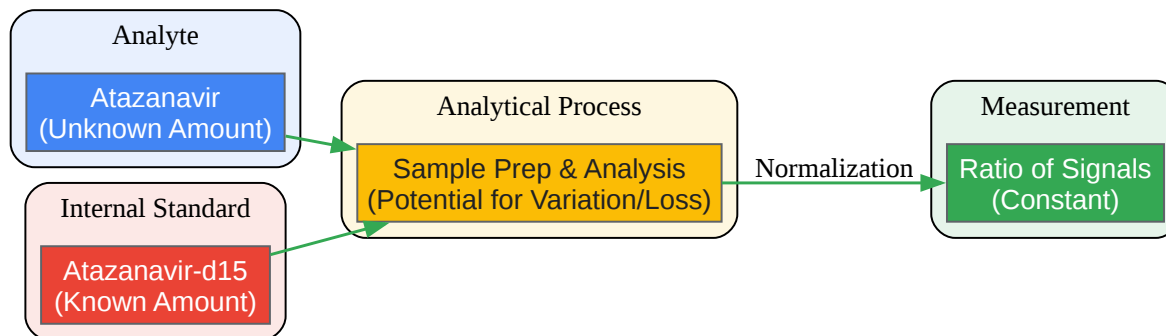 Analyte
Atazanavir
(Unknown Amount)
Internal Standard
Atazanavir-d15
(Known Amount)
Analytical Process
Sample Prep & Analysis
(Potential for Variation/Loss)
Normalization
Measurement
Ratio of Signals
(Constant)